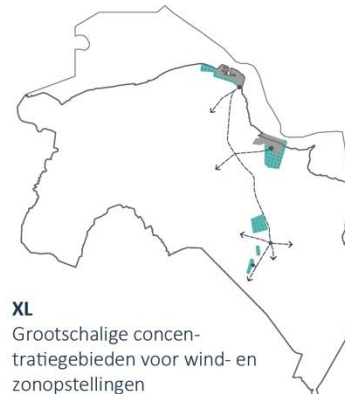 XL
Grootschalige concen-
tratiegebieden voor wind- en
zonopstellingen